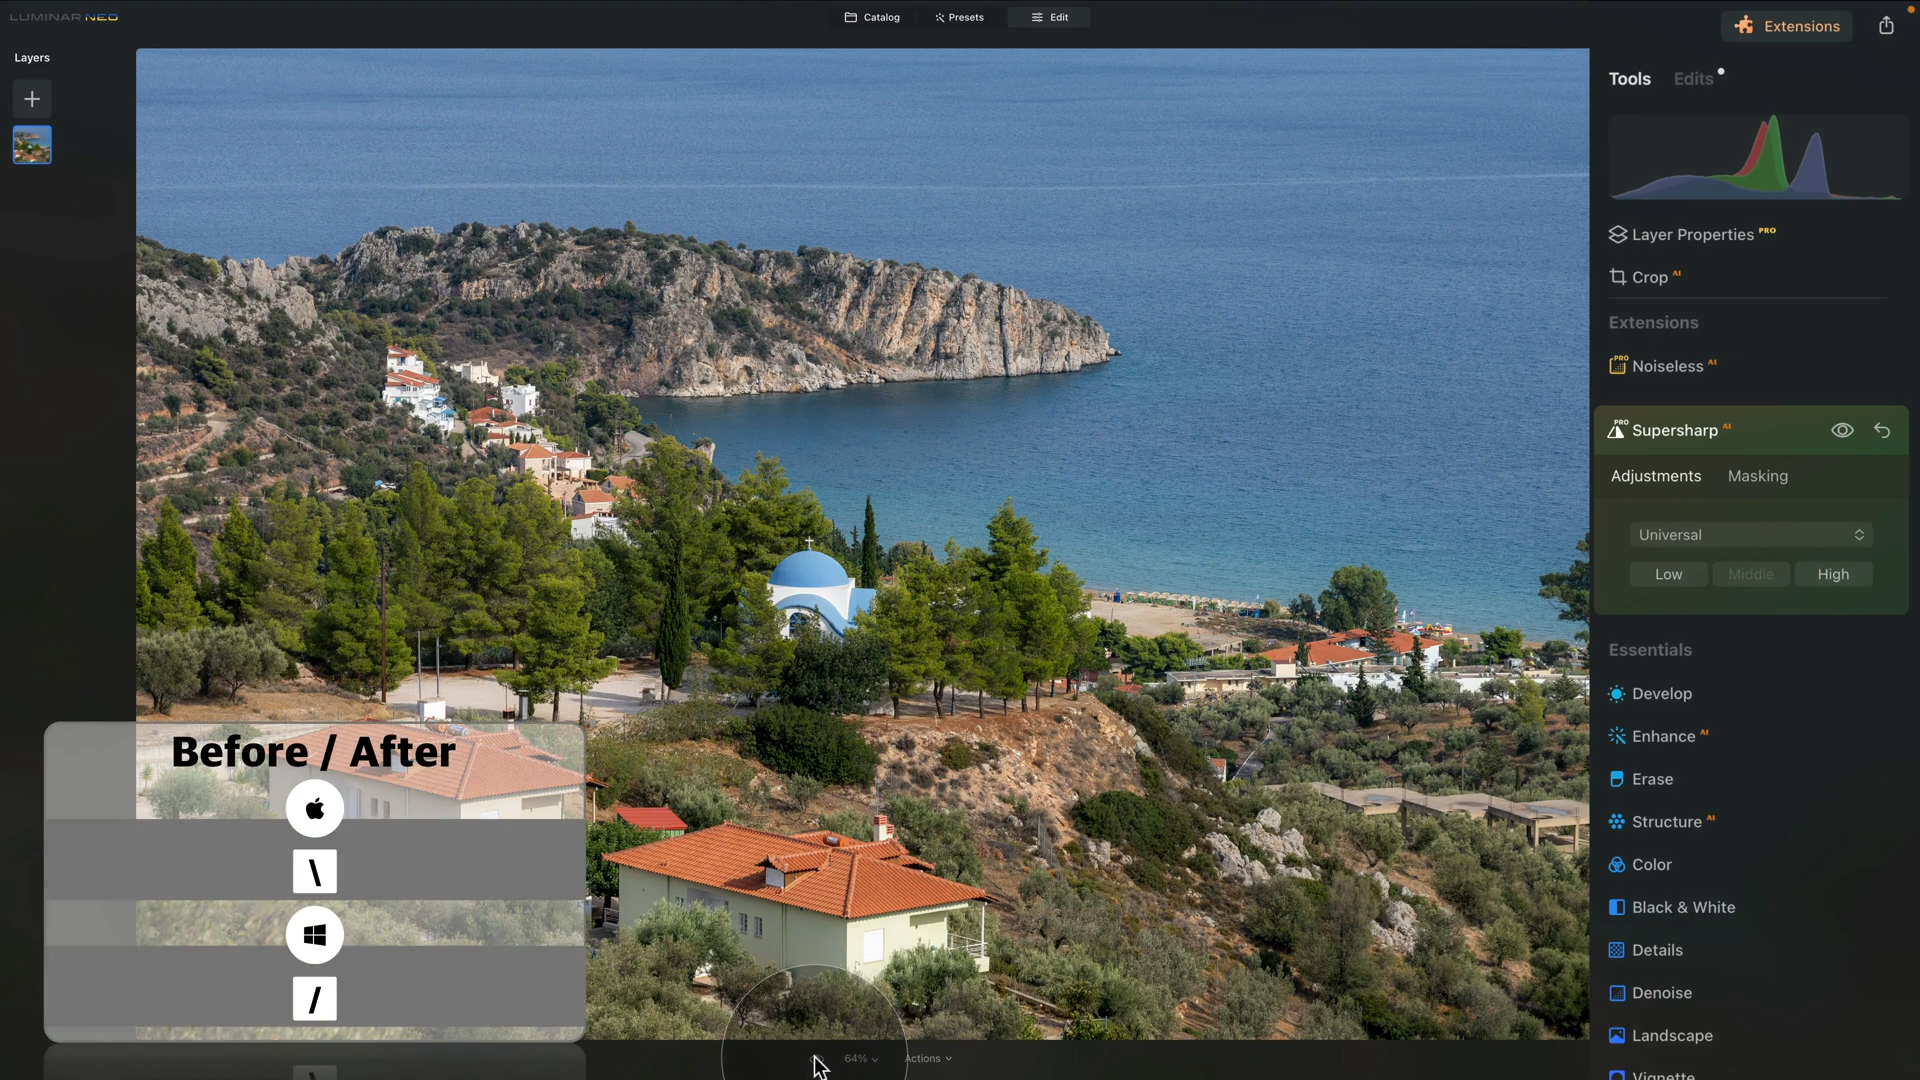 LUMINAR NEO
Catalog
Presets
Edit
Extensions
Layers
Tools
Edits
Layer Properties PRO
Crop AI
Extensions
PRO Noiseless AI
PRO Supersharp AI
Adjustments
Masking
Universal
Low
Middle
High
Essentials
Develop
Enhance AI
Erase
Structure AI
Color
Black & White
Details
Denoise
Landscape
Vignette
Before / After
\
/
64%
Actions